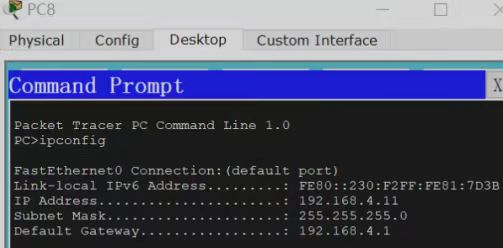 PC8
Physical Config Desktop Custom Interface
Command Prompt X
Packet Tracer PC Command Line 1.0
PC>ipconfig
FastEthernet0 Connection:(default port)
Link-local IPv6 Address.........: FE80::230:F2FF:FE81:7D3B
IP Address......................: 192.168.4.11
Subnet Mask.....................: 255.255.255.0
Default Gateway.................: 192.168.4.1